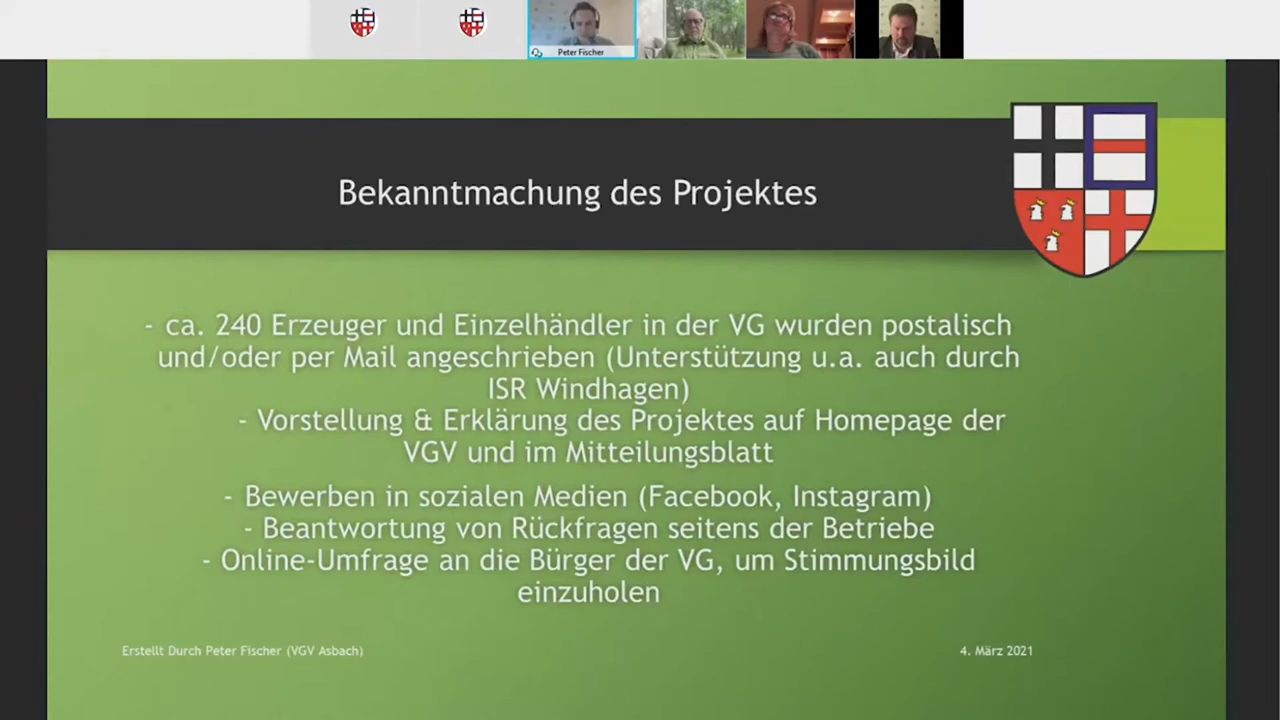 Peter Fischer
Bekanntmachung des Projektes
- ca. 240 Erzeuger und Einzelhändler in der VG wurden postalisch
und/oder per Mail angeschrieben (Unterstützung u.a. auch durch
ISR Windhagen)
- Vorstellung & Erklärung des Projektes auf Homepage der
VGV und im Mitteilungsblatt
- Bewerben in sozialen Medien (Facebook, Instagram)
- Beantwortung von Rückfragen seitens der Betriebe
- Online-Umfrage an die Bürger der VG, um Stimmungsbild
einzuholen
Erstellt Durch Peter Fischer (VGV Asbach)
4. März 2021